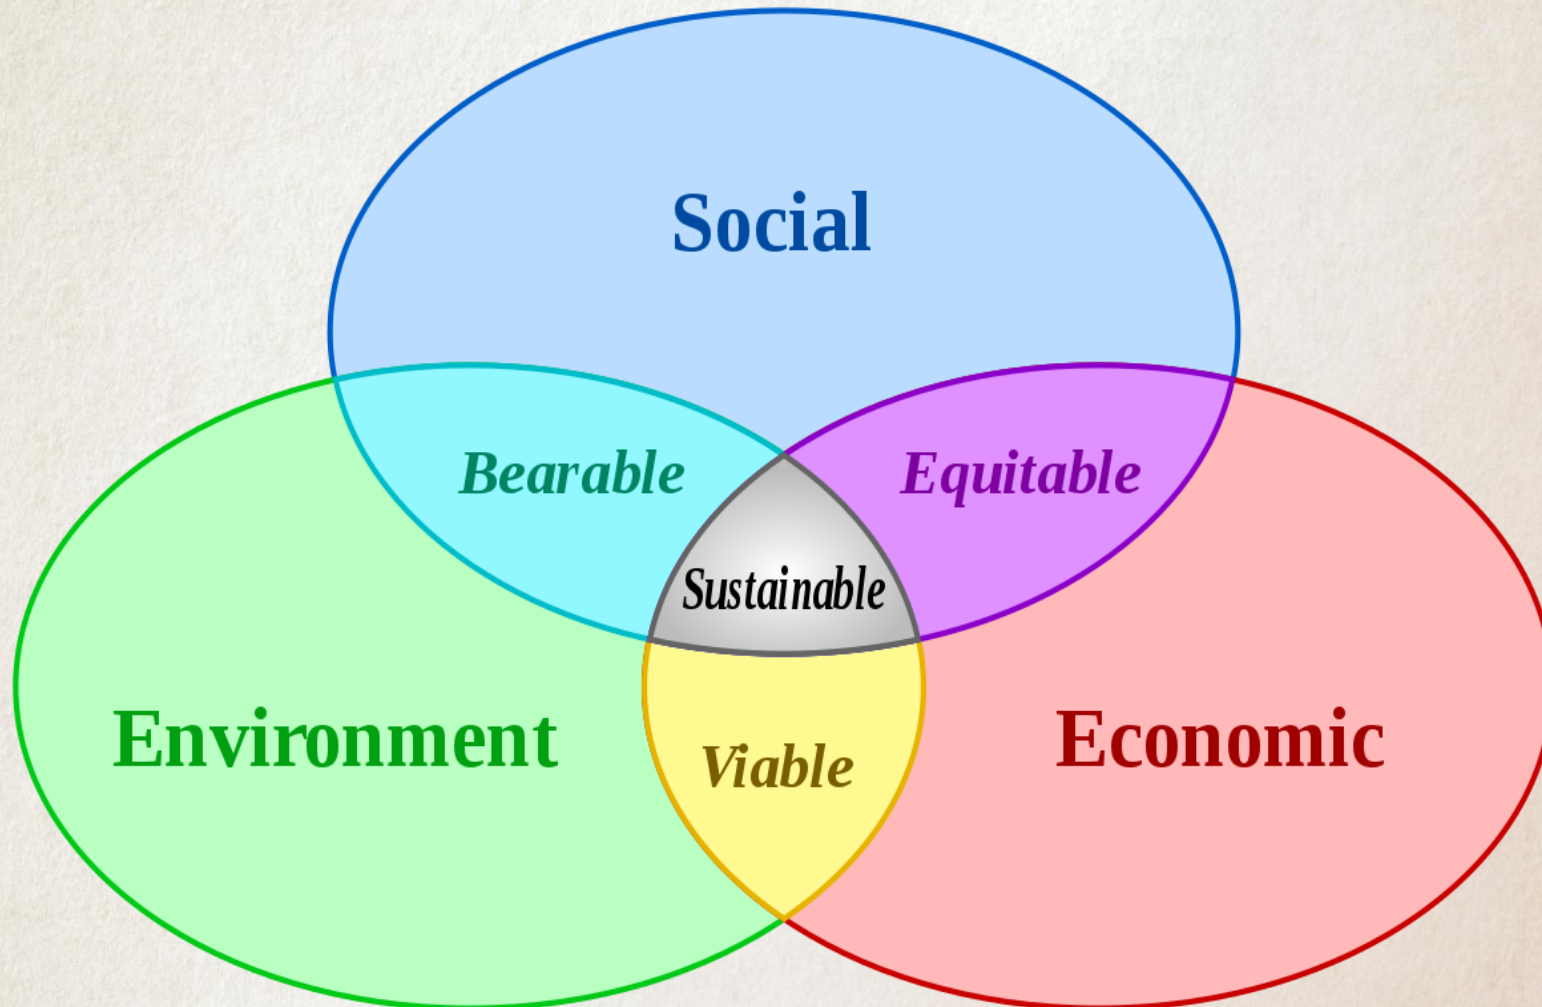 Social
Bearable
Equitable
Sustainable
Environment
Economic
Viable